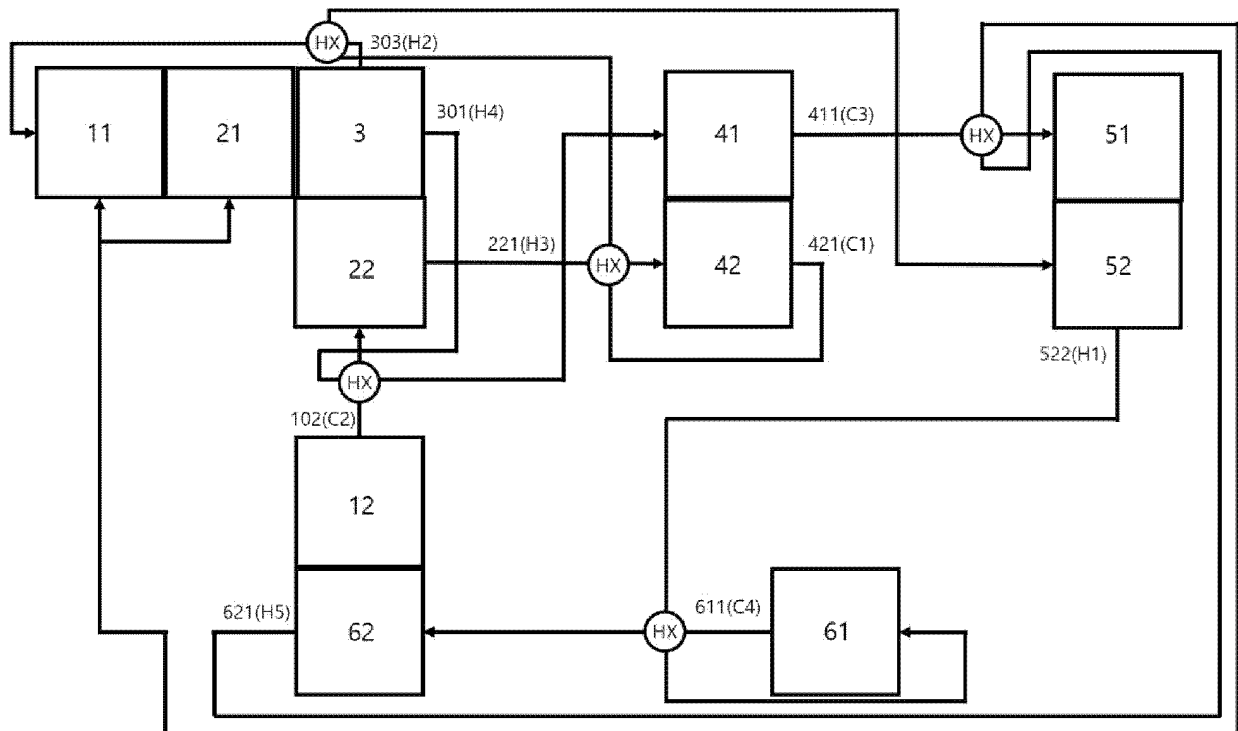 HX
303(H2)
11
21
3
301(H4)
41
411(C3)
HX
51
22
221(H3)
HX
42
421(C1)
52
522(H1)
HX
102(C2)
12
621(H5)
62
HX
611(C4)
61